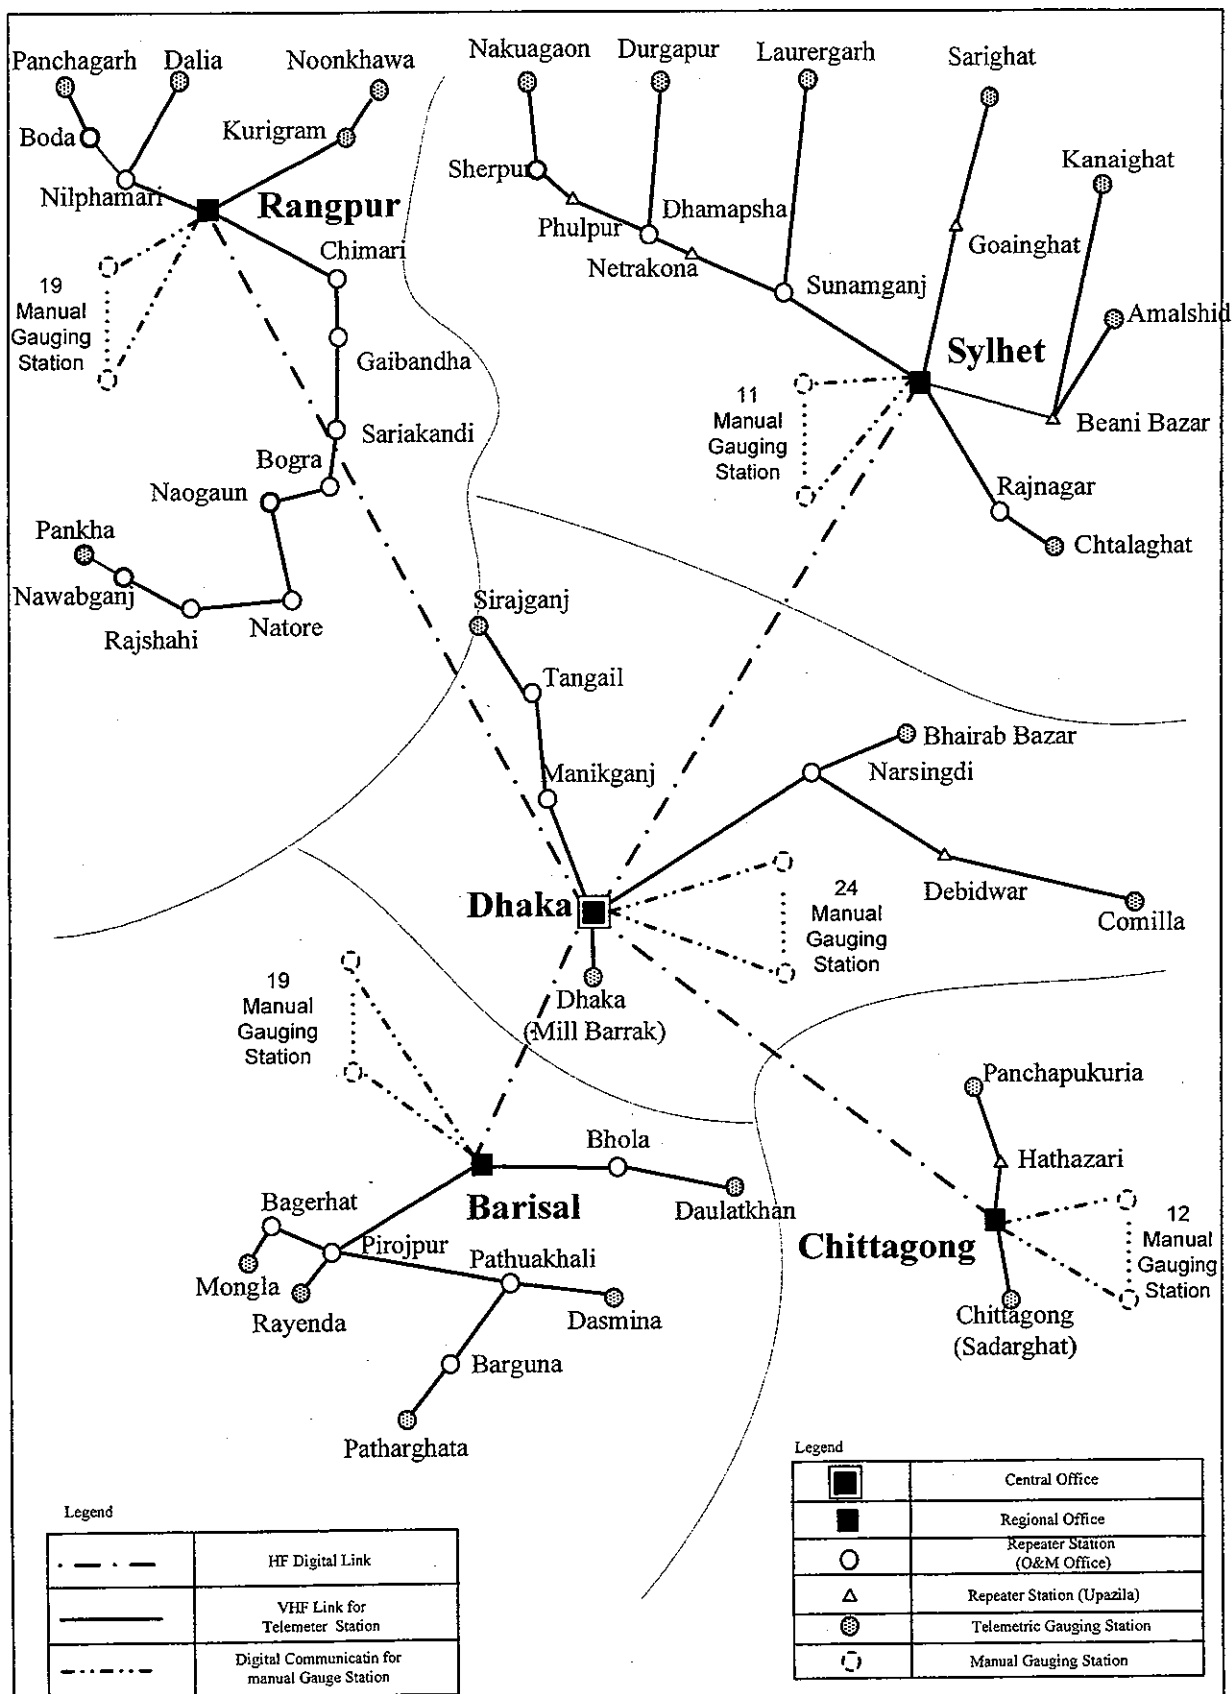 Panchagarh
Dalia
Noonkhawa
Nakuagaon
Durgapur
Laurergarh
Sarighat
Boda
Kurigram
Kanaighat
Sherpur
Nilphamari
Rangpur
Phulpur
Dhamapsha
Goainghat
Chimari
Netrakona
Sunamganj
Amalshid
19
Manual
Gauging
Station
Gaibandha
Sylhet
11
Manual
Gauging
Station
Sariakandi
Beani Bazar
Bogra
Naogaun
Rajnagar
Pankha
Chtalaghat
Nawabganj
Rajshahi
Natore
Sirajganj
Tangail
Bhairab Bazar
Manikganj
Narsingdi
Dhaka
24
Manual
Gauging
Station
Debidwar
Comilla
19
Manual
Gauging
Station
Dhaka
(Mill Barrak)
Panchapukuria
Bhola
Hathazari
Bagerhat
Barisal
Daulatkhan
Pirojpur
Pathuakhali
Chittagong
12
Manual
Gauging
Station
Mongla
Rayenda
Dasmina
Chittagong
(Sadarghat)
Barguna
Patharghata
Legend
Central Office
Regional Office
Repeater Station
(O&M Office)
Repeater Station (Upazila)
Telemetric Gauging Station
Manual Gauging Station
Legend
HF Digital Link
VHF Link for
Telemeter Station
Digital Communicatin for
manual Gauge Station